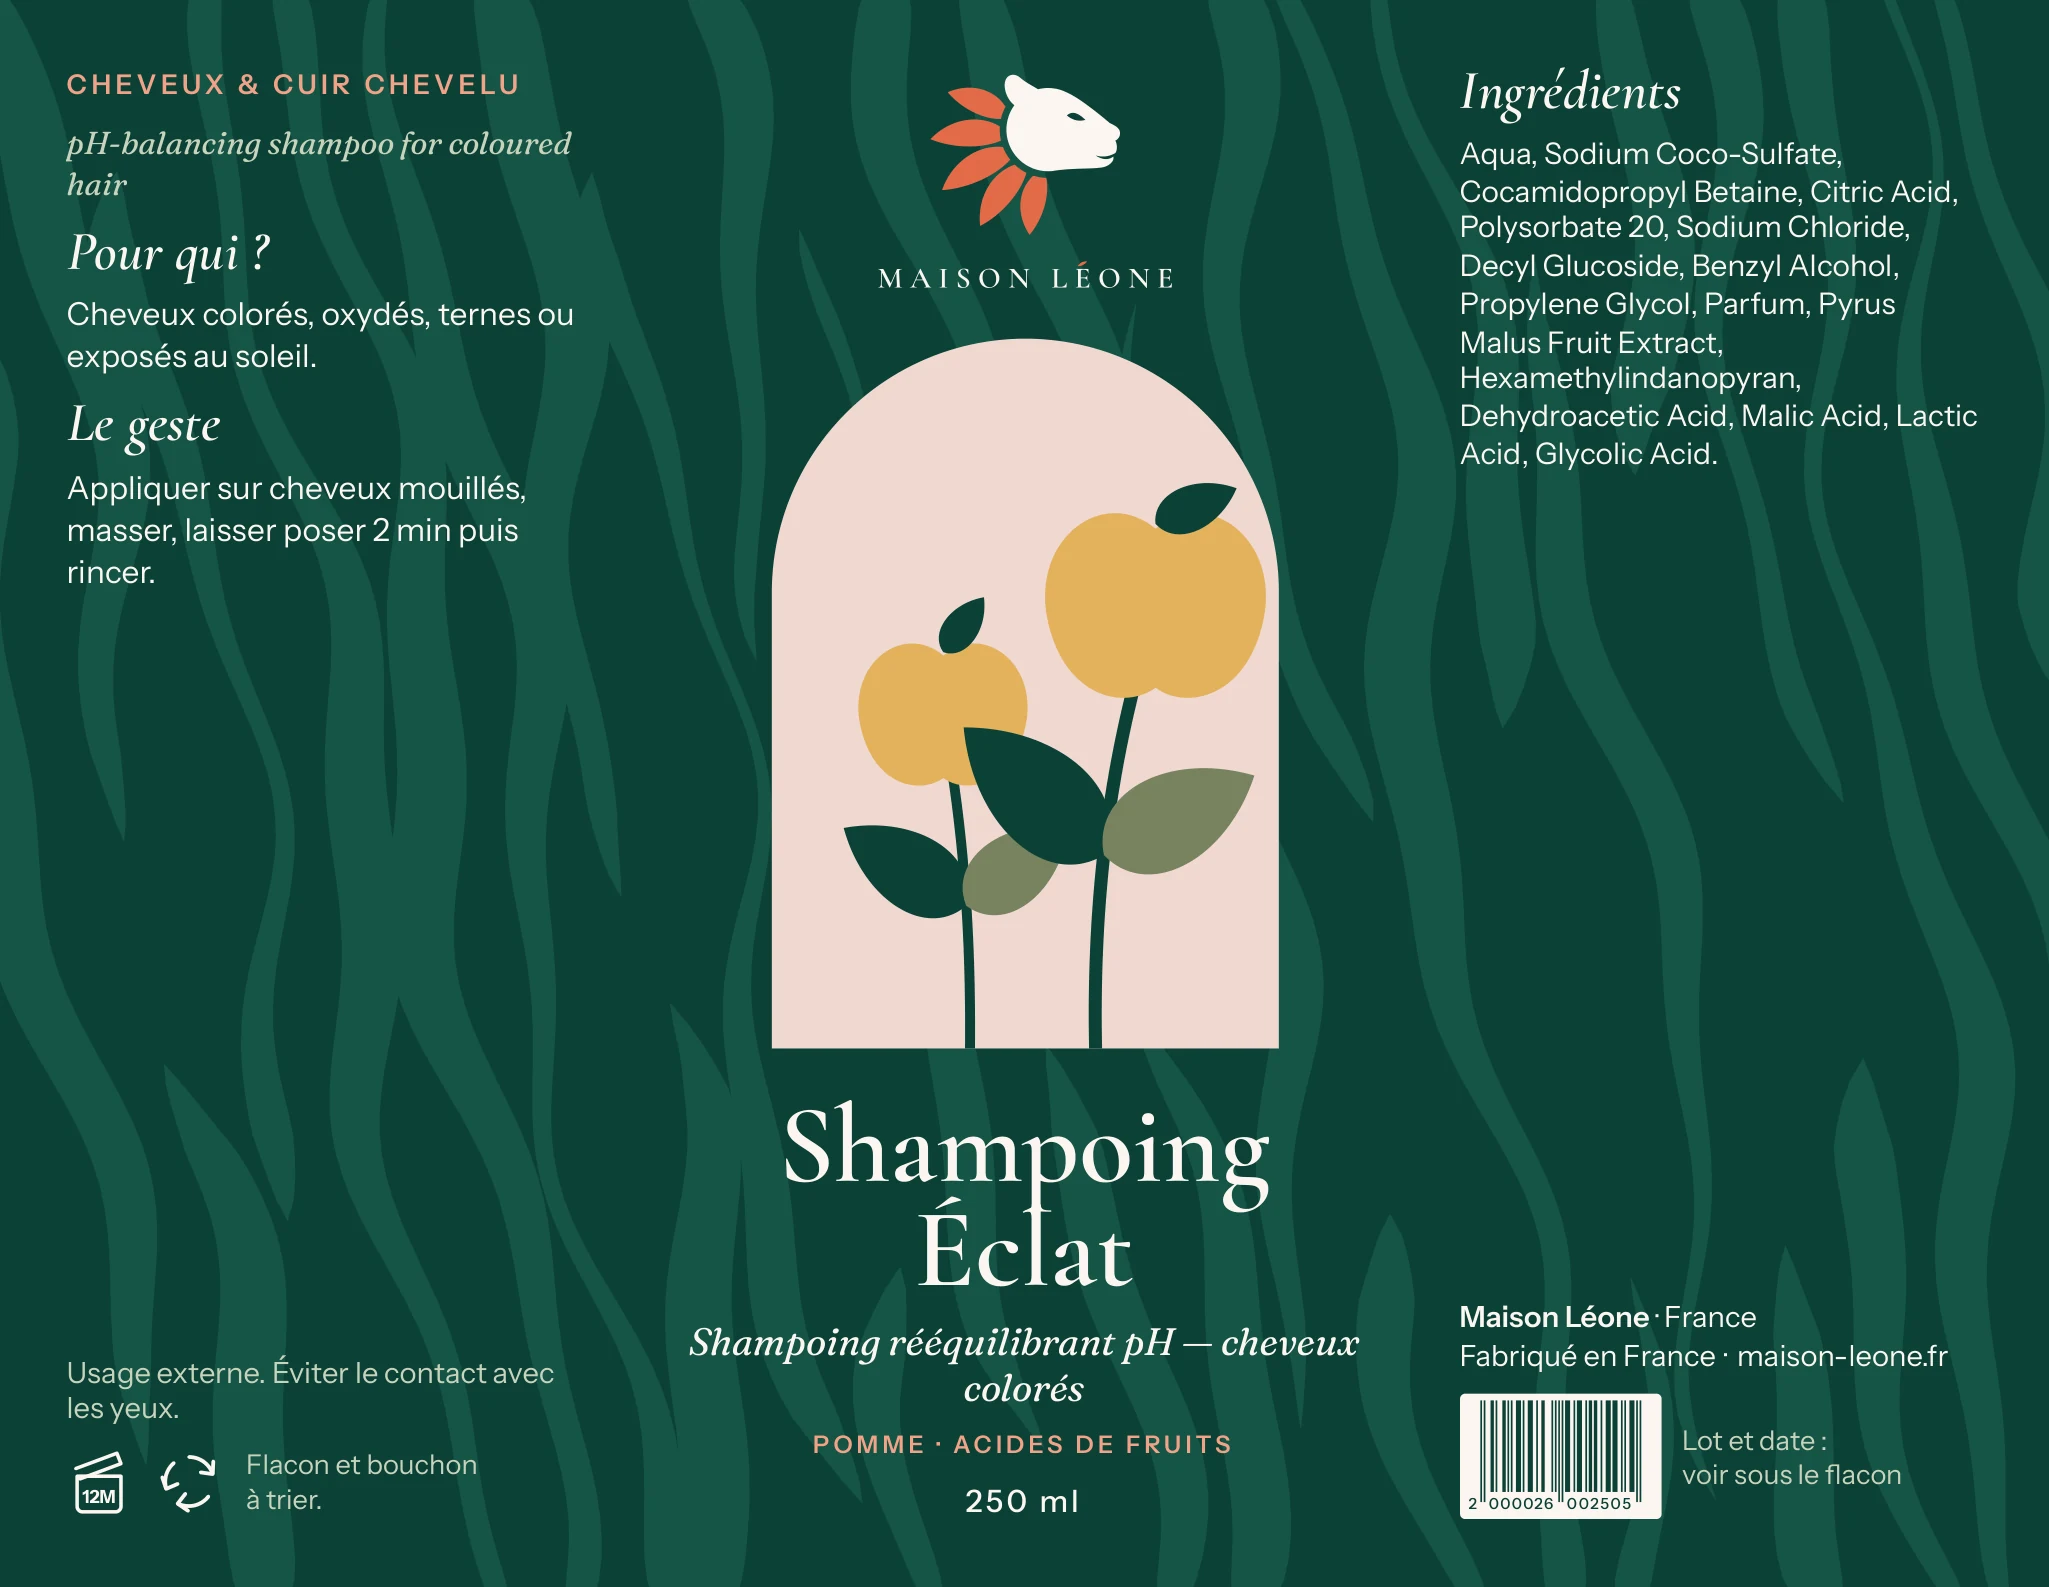 CHEVEUX & CUIR CHEVELU
pH-balancing shampoo for coloured
hair
Pour qui ?
Cheveux colorés, oxydés, ternes ou
exposés au soleil.
Le geste
Appliquer sur cheveux mouillés,
masser, laisser poser 2 min puis
rincer.
Usage externe. Éviter le contact avec
les yeux.
12M
Flacon et bouchon
à trier.
MAISON LÉONE
Shampoing
Éclat
Shampoing rééquilibrant pH — cheveux
colorés
POMME · ACIDES DE FRUITS
250 ml
Ingrédients
Aqua, Sodium Coco-Sulfate,
Cocamidopropyl Betaine, Citric Acid,
Polysorbate 20, Sodium Chloride,
Decyl Glucoside, Benzyl Alcohol,
Propylene Glycol, Parfum, Pyrus
Malus Fruit Extract,
Hexamethylindanopyran,
Dehydroacetic Acid, Malic Acid, Lactic
Acid, Glycolic Acid.
Maison Léone · France
Fabriqué en France · maison-leone.fr
2 000026 002505
Lot et date :
voir sous le flacon